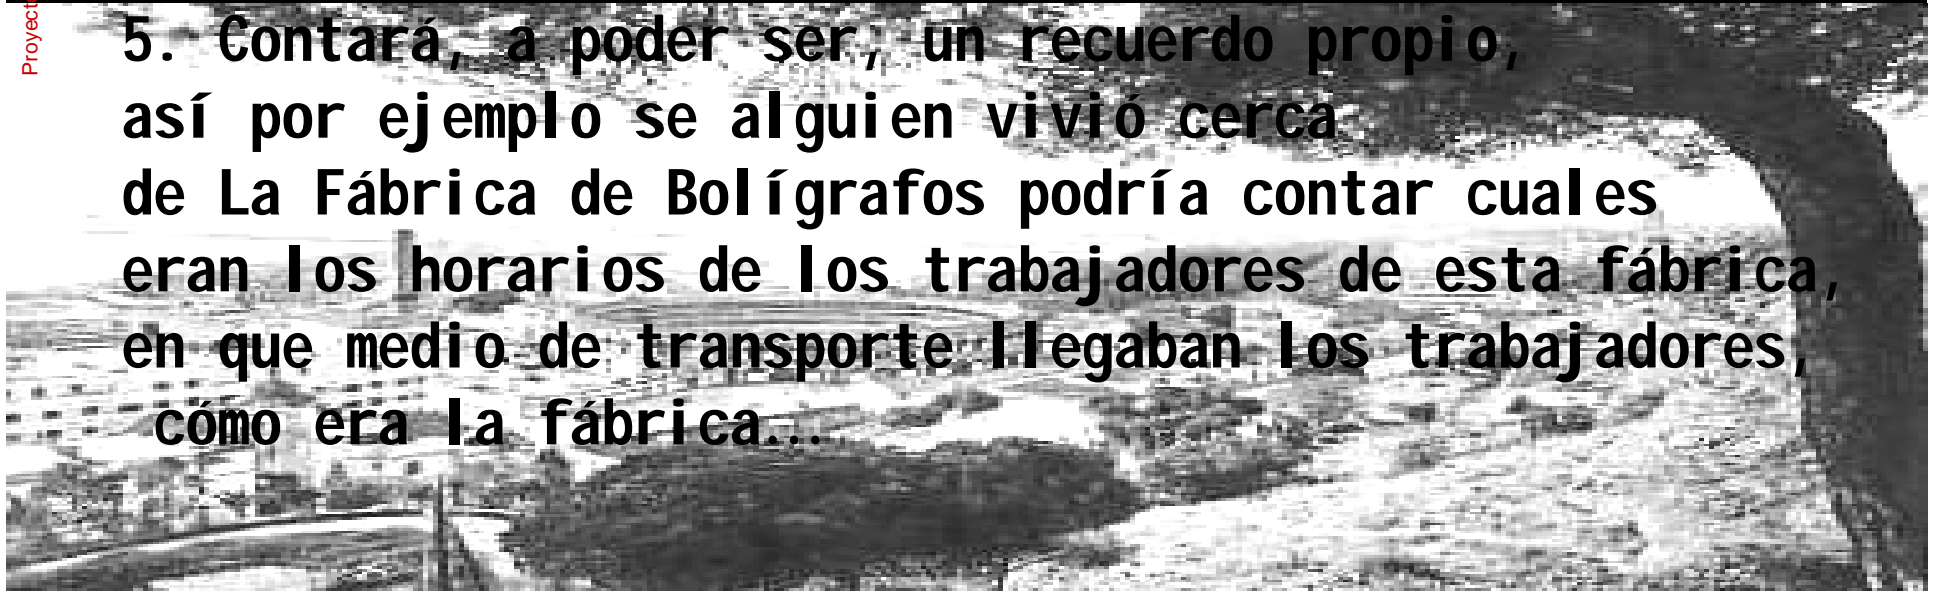 Proyect
5. Contará, a poder ser, un recuerdo propio,
así por ejemplo se alguien vivió cerca
de La Fábrica de Bolígrafos podría contar cuales
eran los horarios de los trabajadores de esta fábrica,
en que medio de transporte llegaban los trabajadores,
cómo era la fábrica...